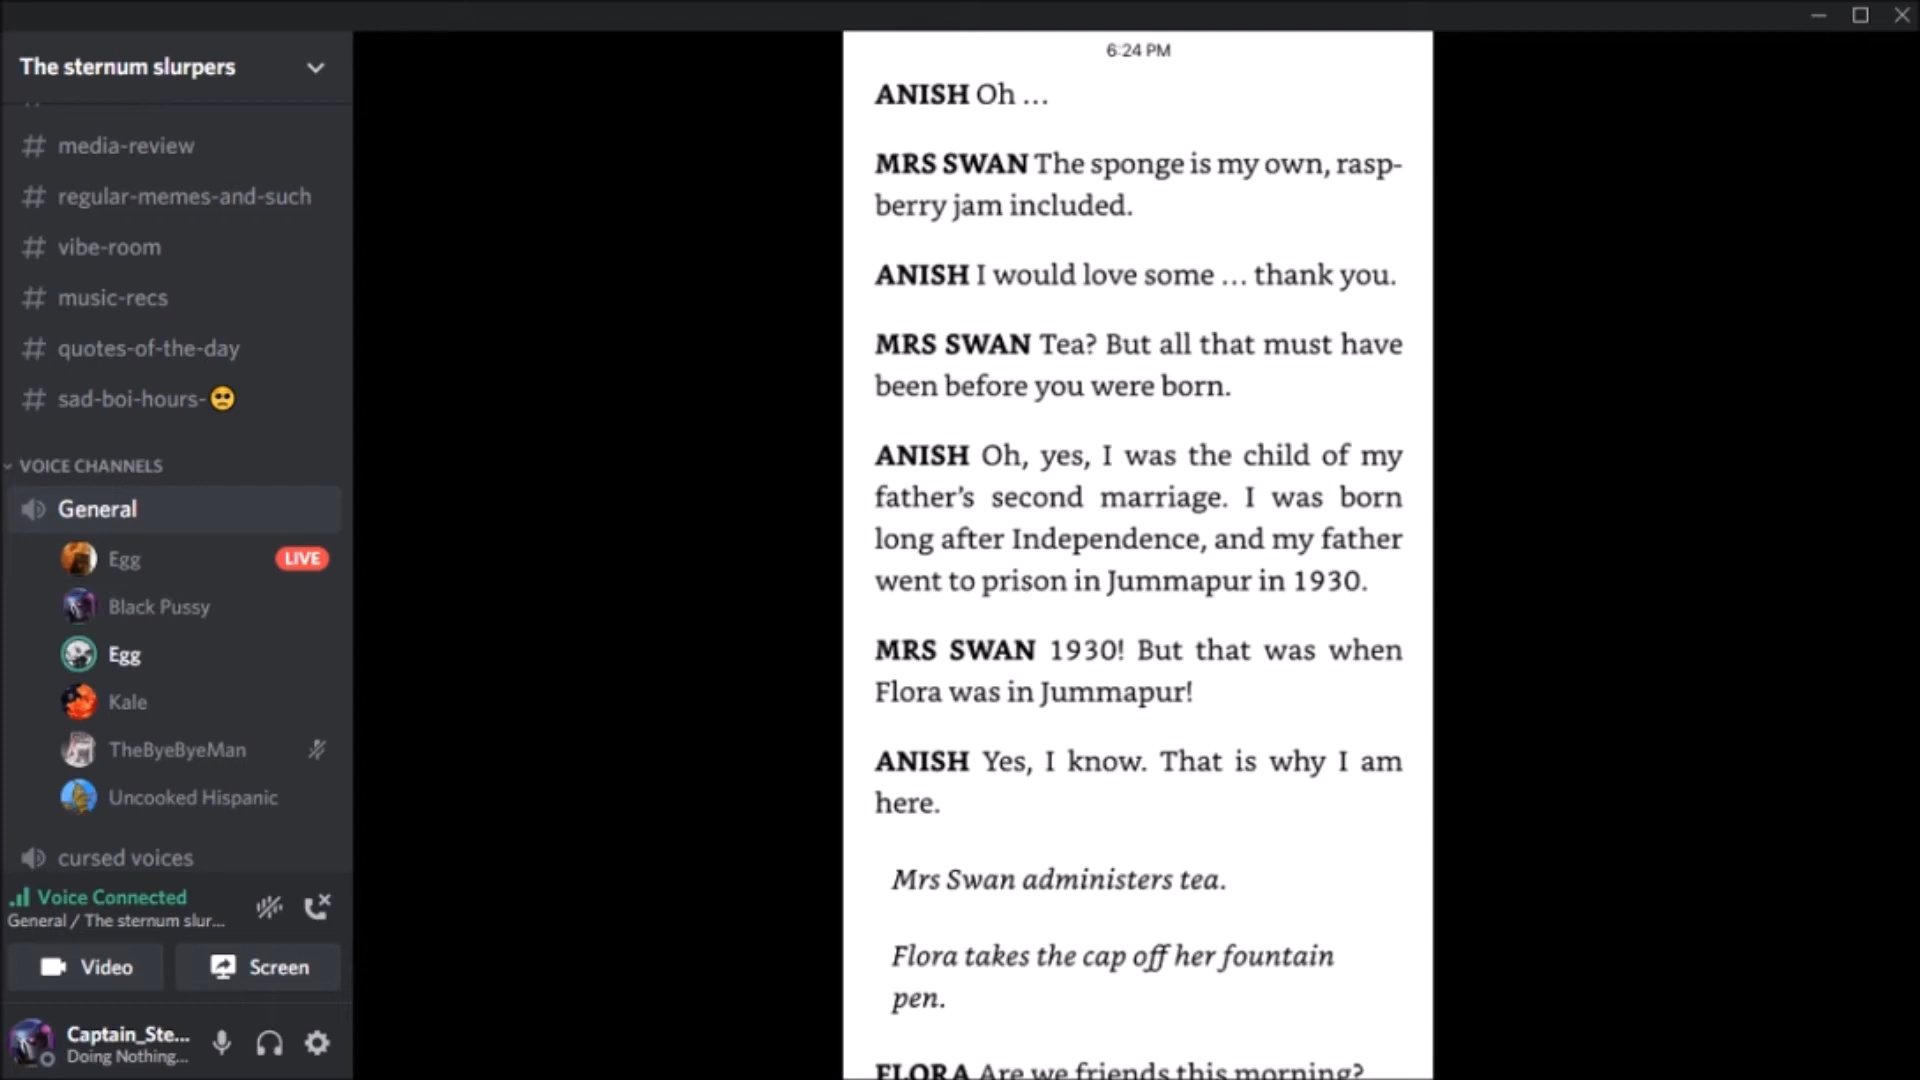 The sternum slurpers
media-review
regular-memes-and-such
vibe-room
music-recs
quotes-of-the-day
sad-boi-hours-🥺
VOICE CHANNELS
General
Egg LIVE
Black Pussy
Egg
Kale
TheByeByeMan
Uncooked Hispanic
cursed voices
Voice Connected
General / The sternum slur...
Video
Screen
Captain_Ste...
Doing Nothing...
6:24 PM
ANISH Oh ...
MRS SWAN The sponge is my own, rasp-
berry jam included.
ANISH I would love some ... thank you.
MRS SWAN Tea? But all that must have
been before you were born.
ANISH Oh, yes, I was the child of my
father's second marriage. I was born
long after Independence, and my father
went to prison in Jummapur in 1930.
MRS SWAN 1930! But that was when
Flora was in Jummapur!
ANISH Yes, I know. That is why I am
here.
Mrs Swan administers tea.
Flora takes the cap off her fountain
pen.
FLORA Are we friends this morning?